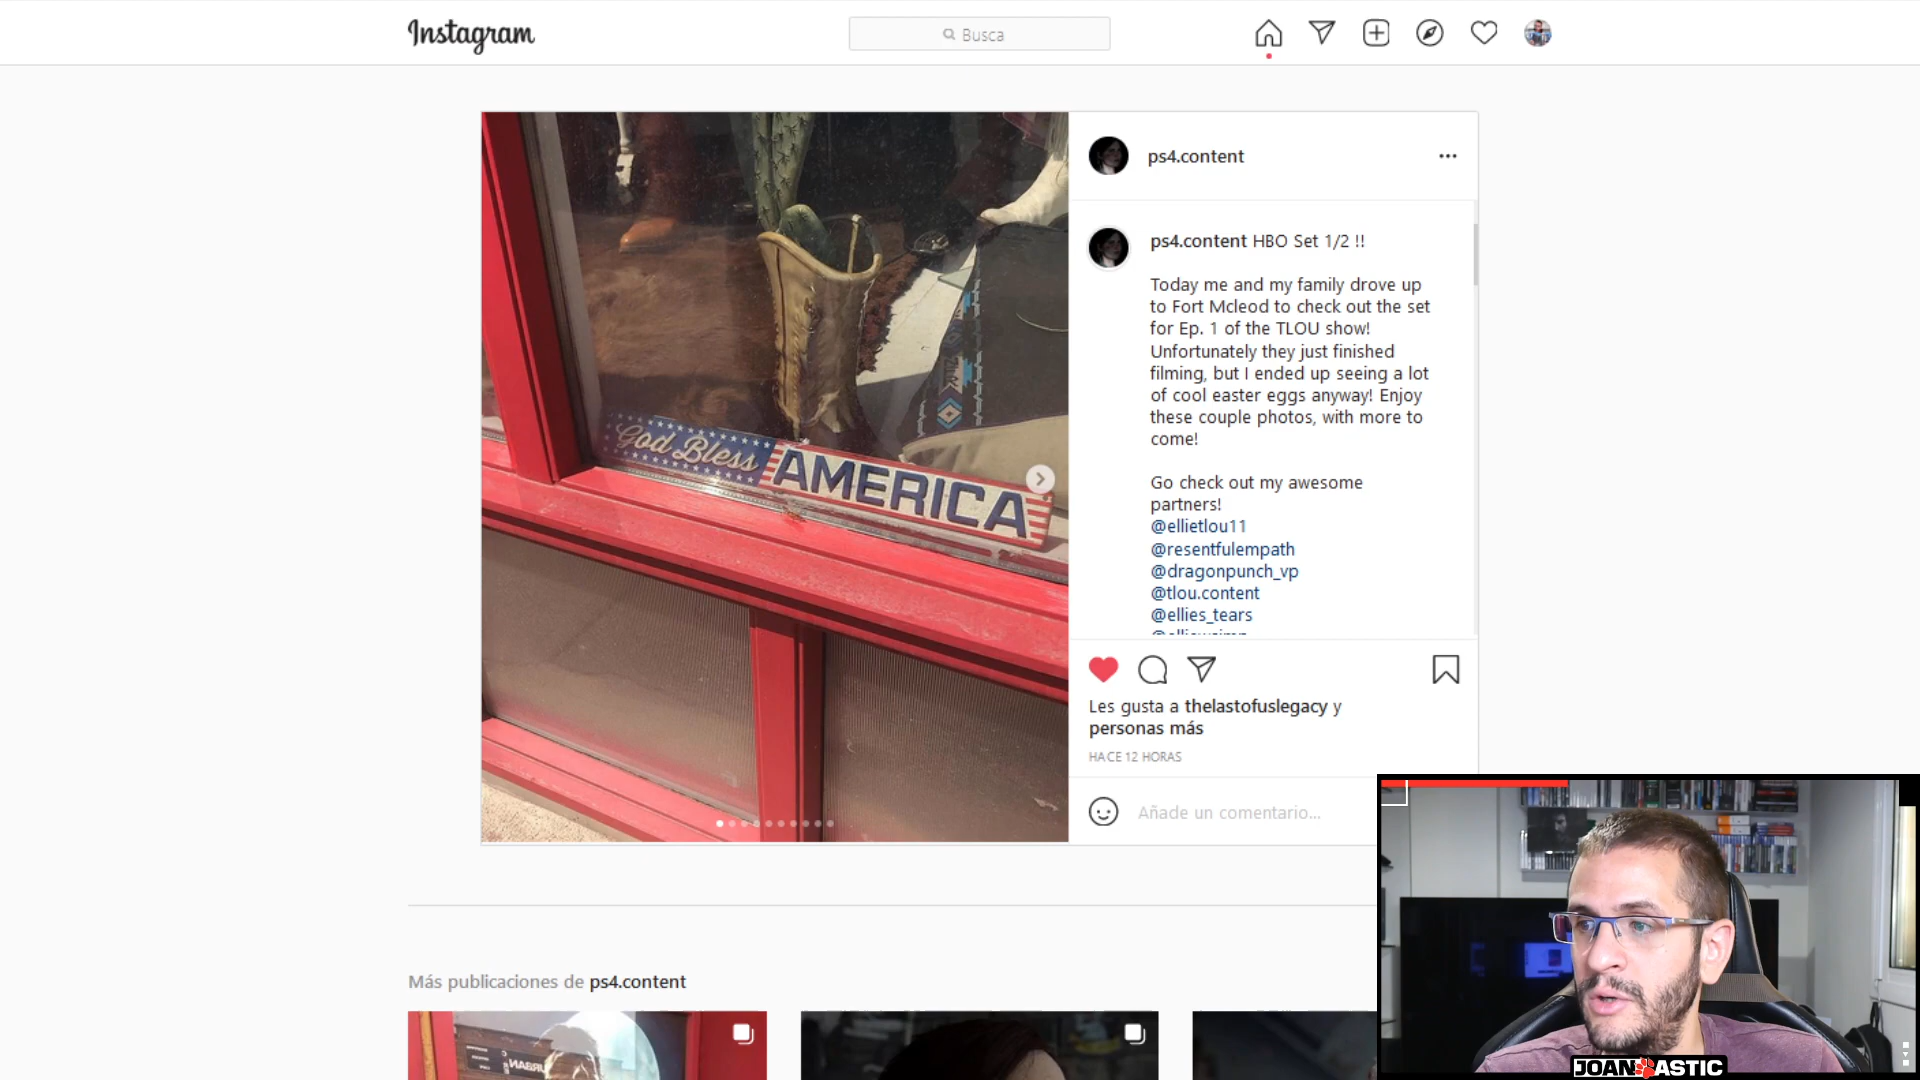 Instagram
Busca
ps4.content
ps4.content HBO Set 1/2 !!
Today me and my family drove up
to Fort Mcleod to check out the set
for Ep. 1 of the TLOU show!
Unfortunately they just finished
filming, but I ended up seeing a lot
of cool easter eggs anyway! Enjoy
these couple photos, with more to
come!
Go check out my awesome
partners!
@ellietlou11
@resentfulempath
@dragonpunch_vp
@tlou.content
@ellies_tears
God Bless AMERICA
Les gusta a thelastofuslegacy y
personas más
HACE 12 HORAS
Añade un comentario...
Más publicaciones de ps4.content
JOANTASTIC